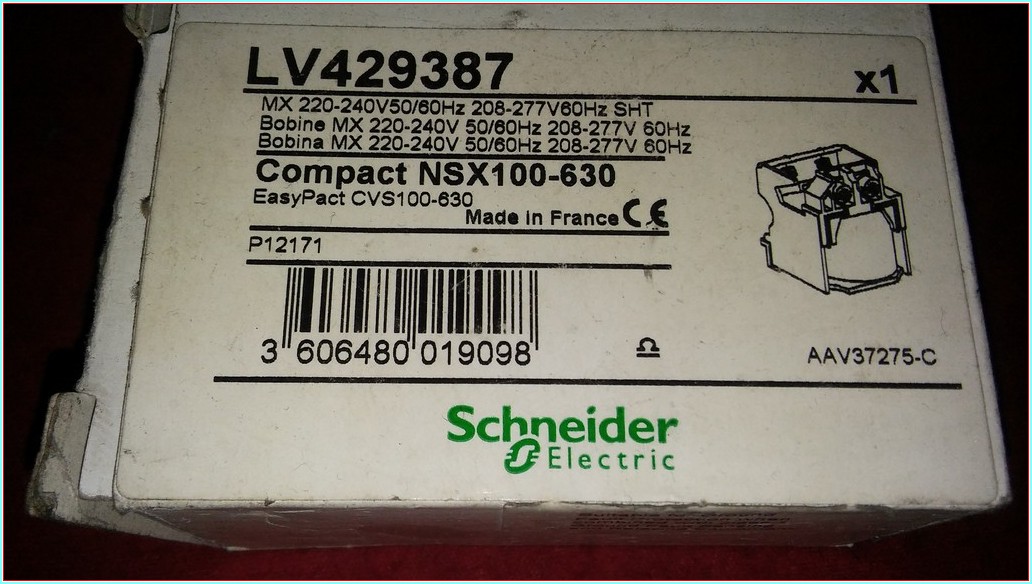 LV429387
x1
MX 220-240V50/60Hz 208-277V60Hz SHT
Bobine MX 220-240V 50/60Hz 208-277V 60Hz
Bobina MX 220-240V 50/60Hz 208-277V 60Hz
Compact NSX100-630
EasyPact CVS100-630
Made in France CE
P12171
3 606480 019098
AAV37275-C
Schneider
Electric